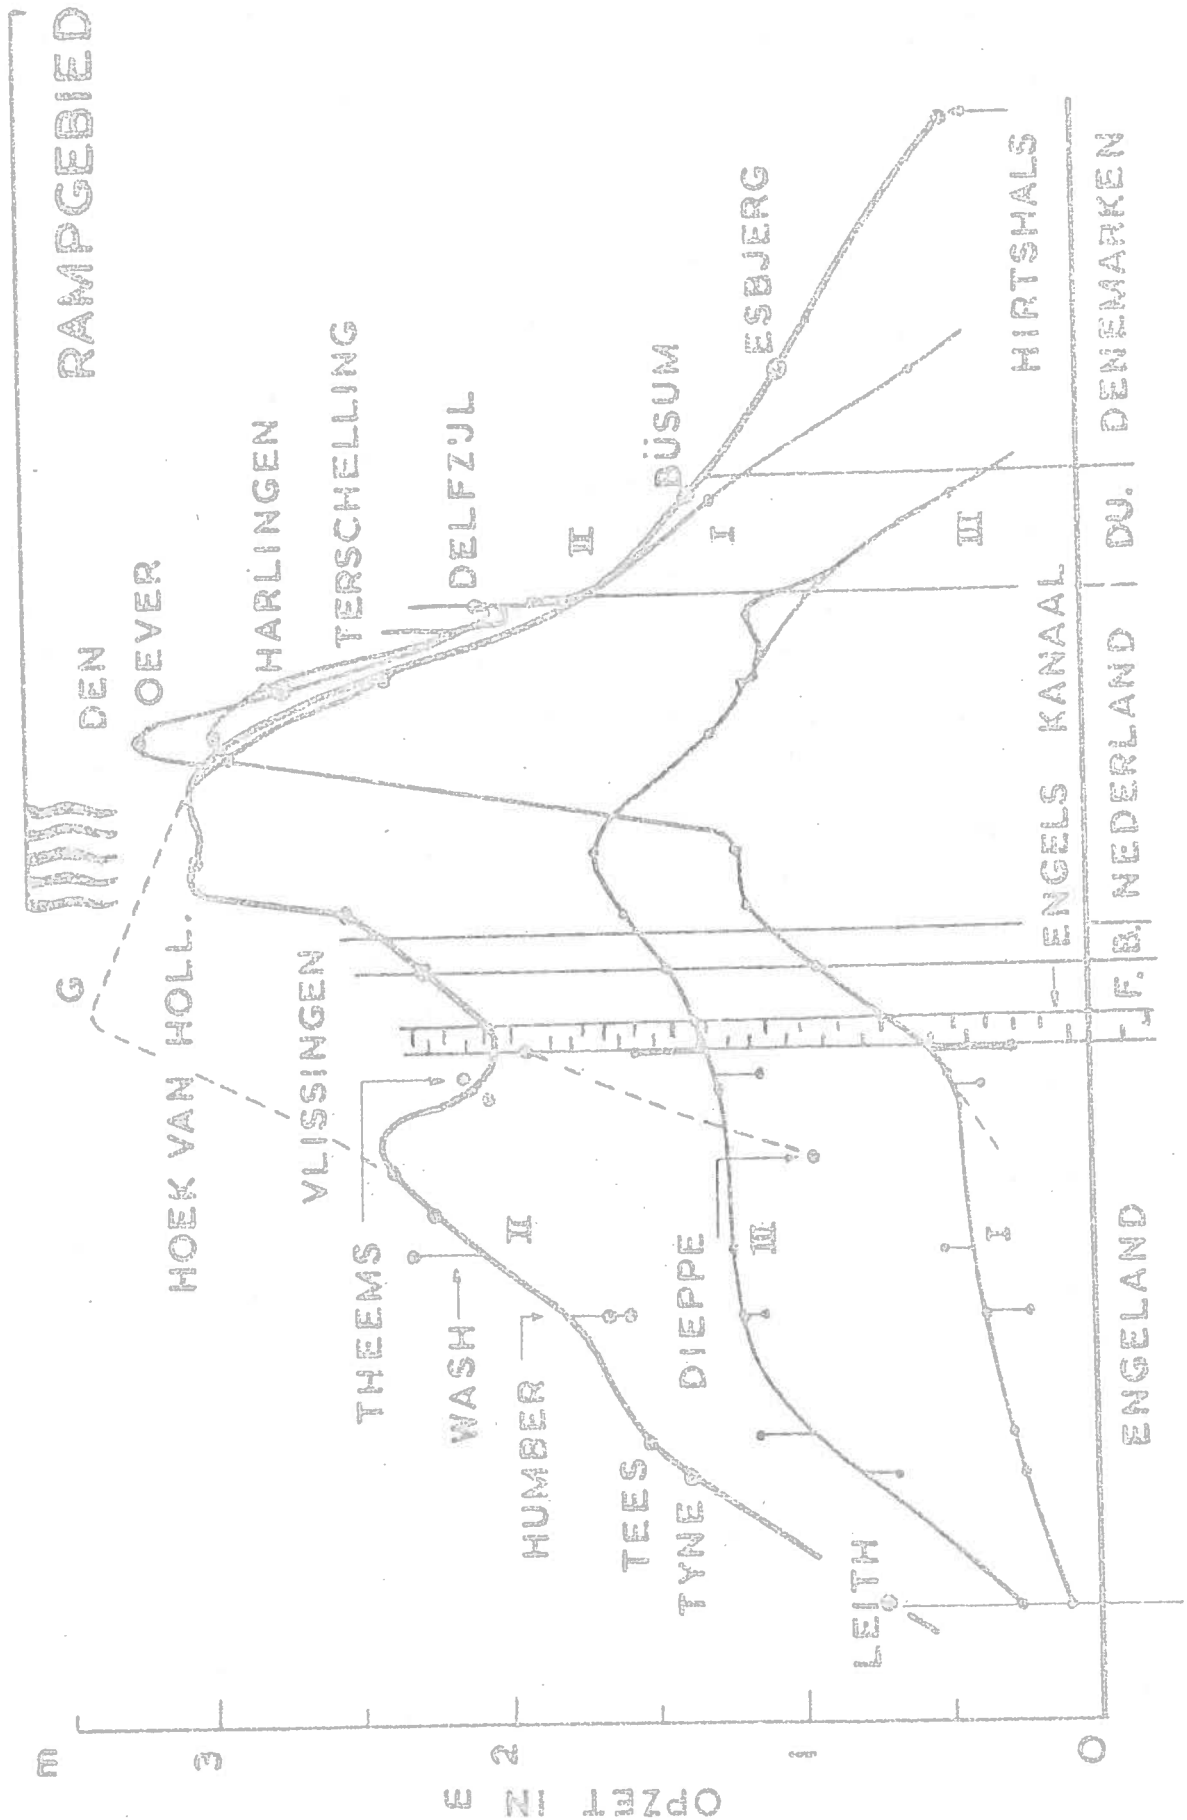 RAMPGEBIED
DEN
OEVER
HARLINGEN
TERSCHELLING
DELFZIJL
G
HOEK VAN HOLL.
VLISSINGEN
THEEMS
WASH
HUMBER
TEES
TYNE
LEITH
DIEPPE
BÜSUM
ESBJERG
HIRTSHALS
II
I
III
II
III
I
ENGELS KANAAL
ENGELAND
F.
B.
NEDERLAND
DU.
DENEMARKEN
m
3
2
1
0
OPZET IN m